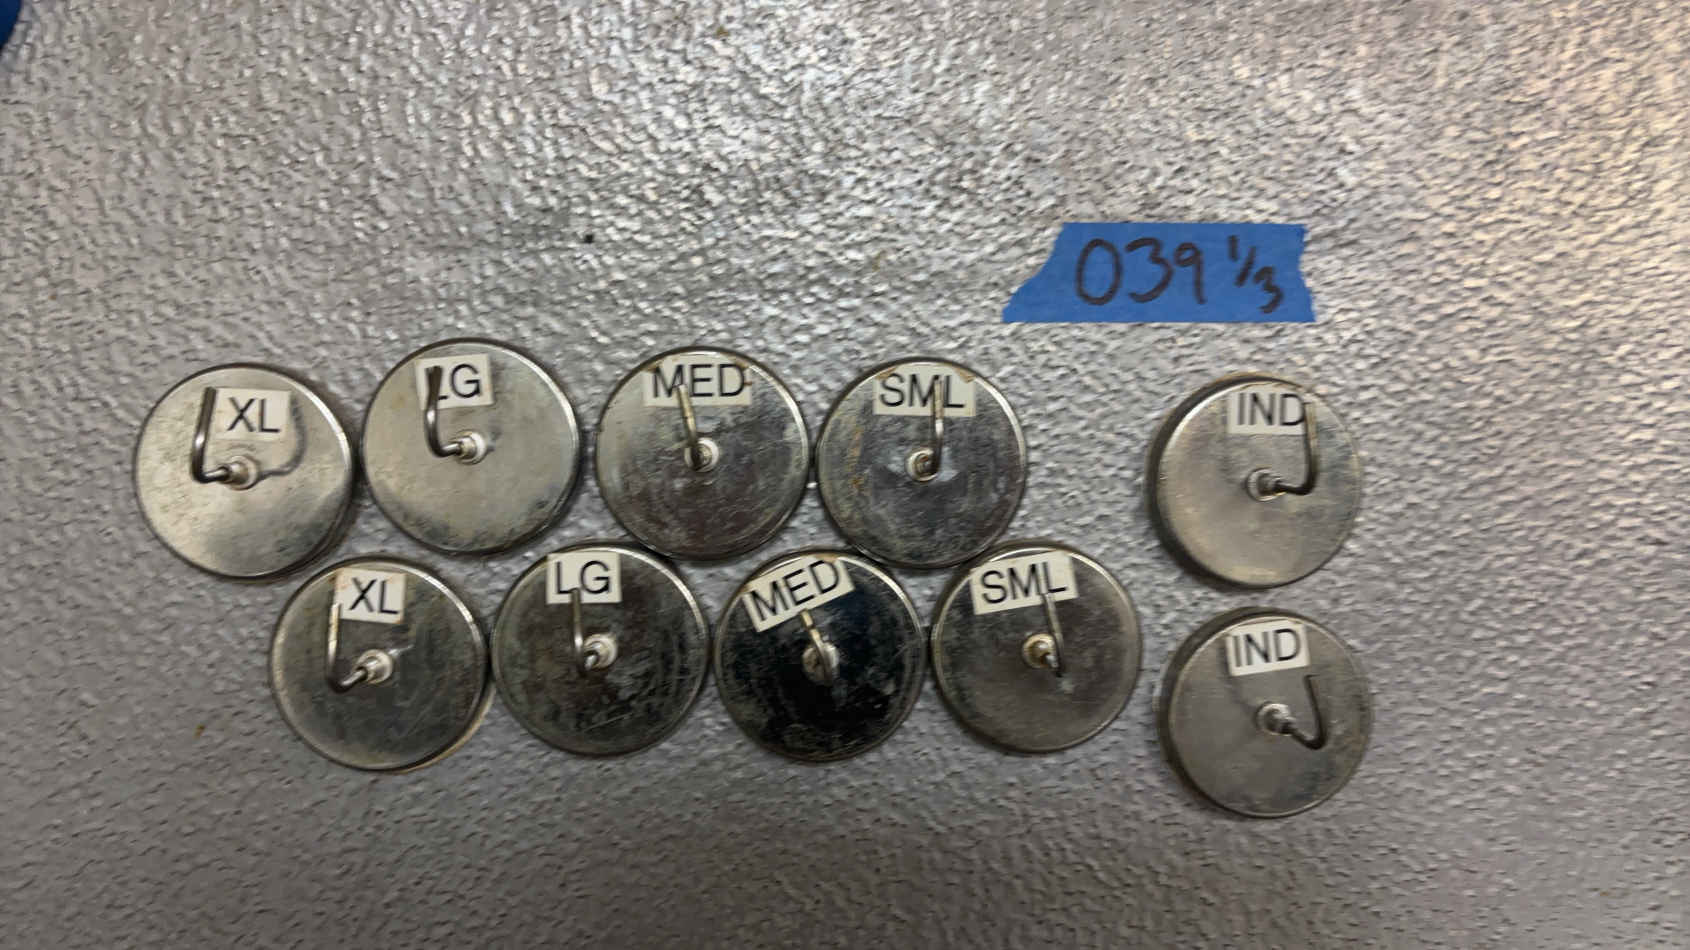 039 1/3
XL
LG
MED
SML
IND
XL
LG
MED
SML
IND